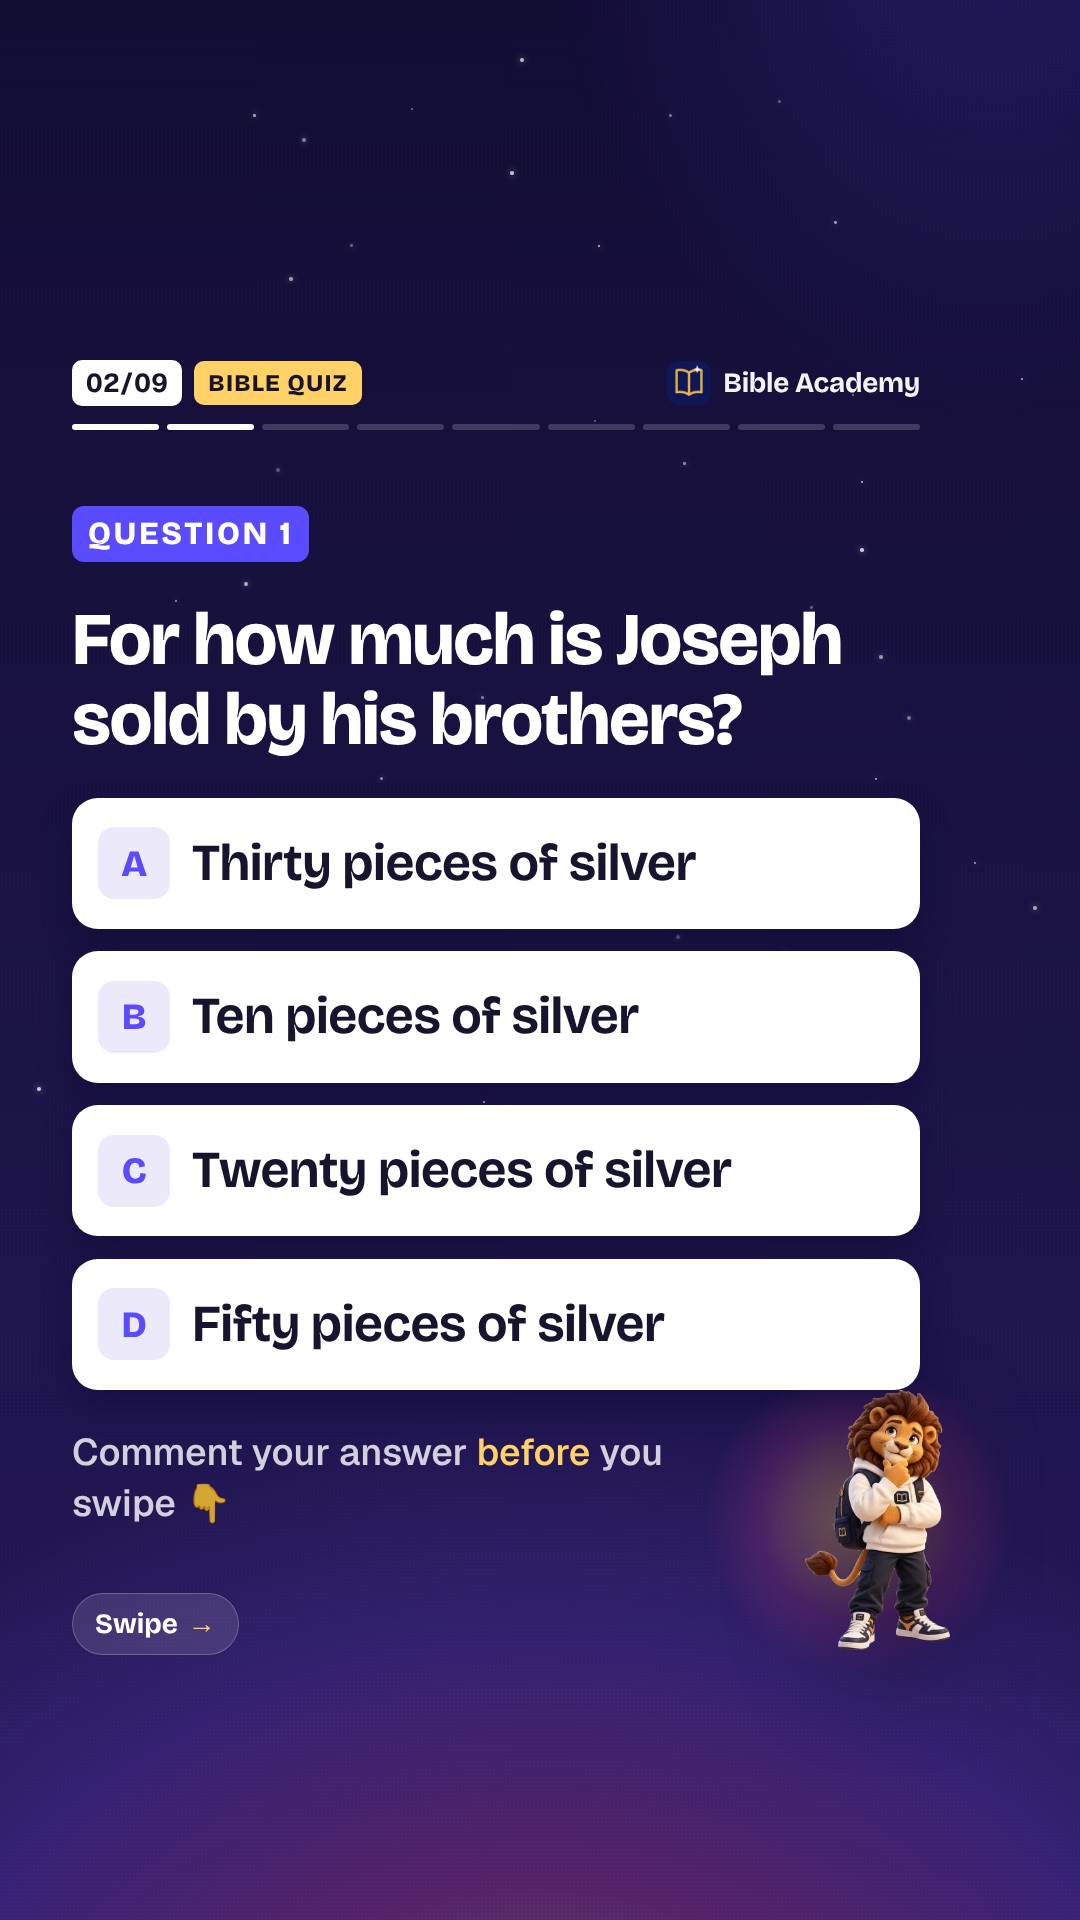 02/09 BIBLE QUIZ
Bible Academy
QUESTION 1
For how much is Joseph
sold by his brothers?
A Thirty pieces of silver
B Ten pieces of silver
C Twenty pieces of silver
D Fifty pieces of silver
Comment your answer before you
swipe 👇
Swipe →